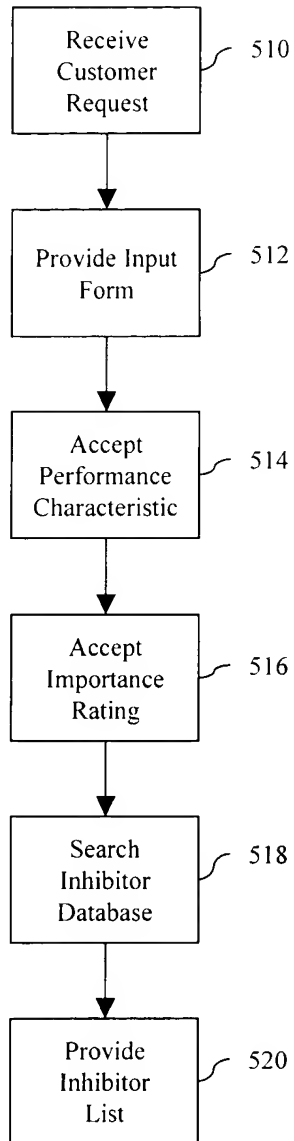 Receive
Customer
Request
510
Provide Input
Form
512
Accept
Performance
Characteristic
514
Accept
Importance
Rating
516
Search
Inhibitor
Database
518
Provide
Inhibitor
List
520